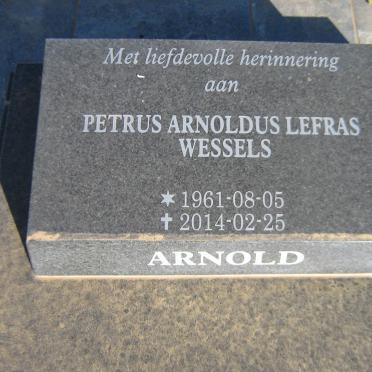 Met liefdevolle herinnering
aan
PETRUS ARNOLDUS LEFRAS
WESSELS
* 1961-08-05
✝ 2014-02-25
ARNOLD